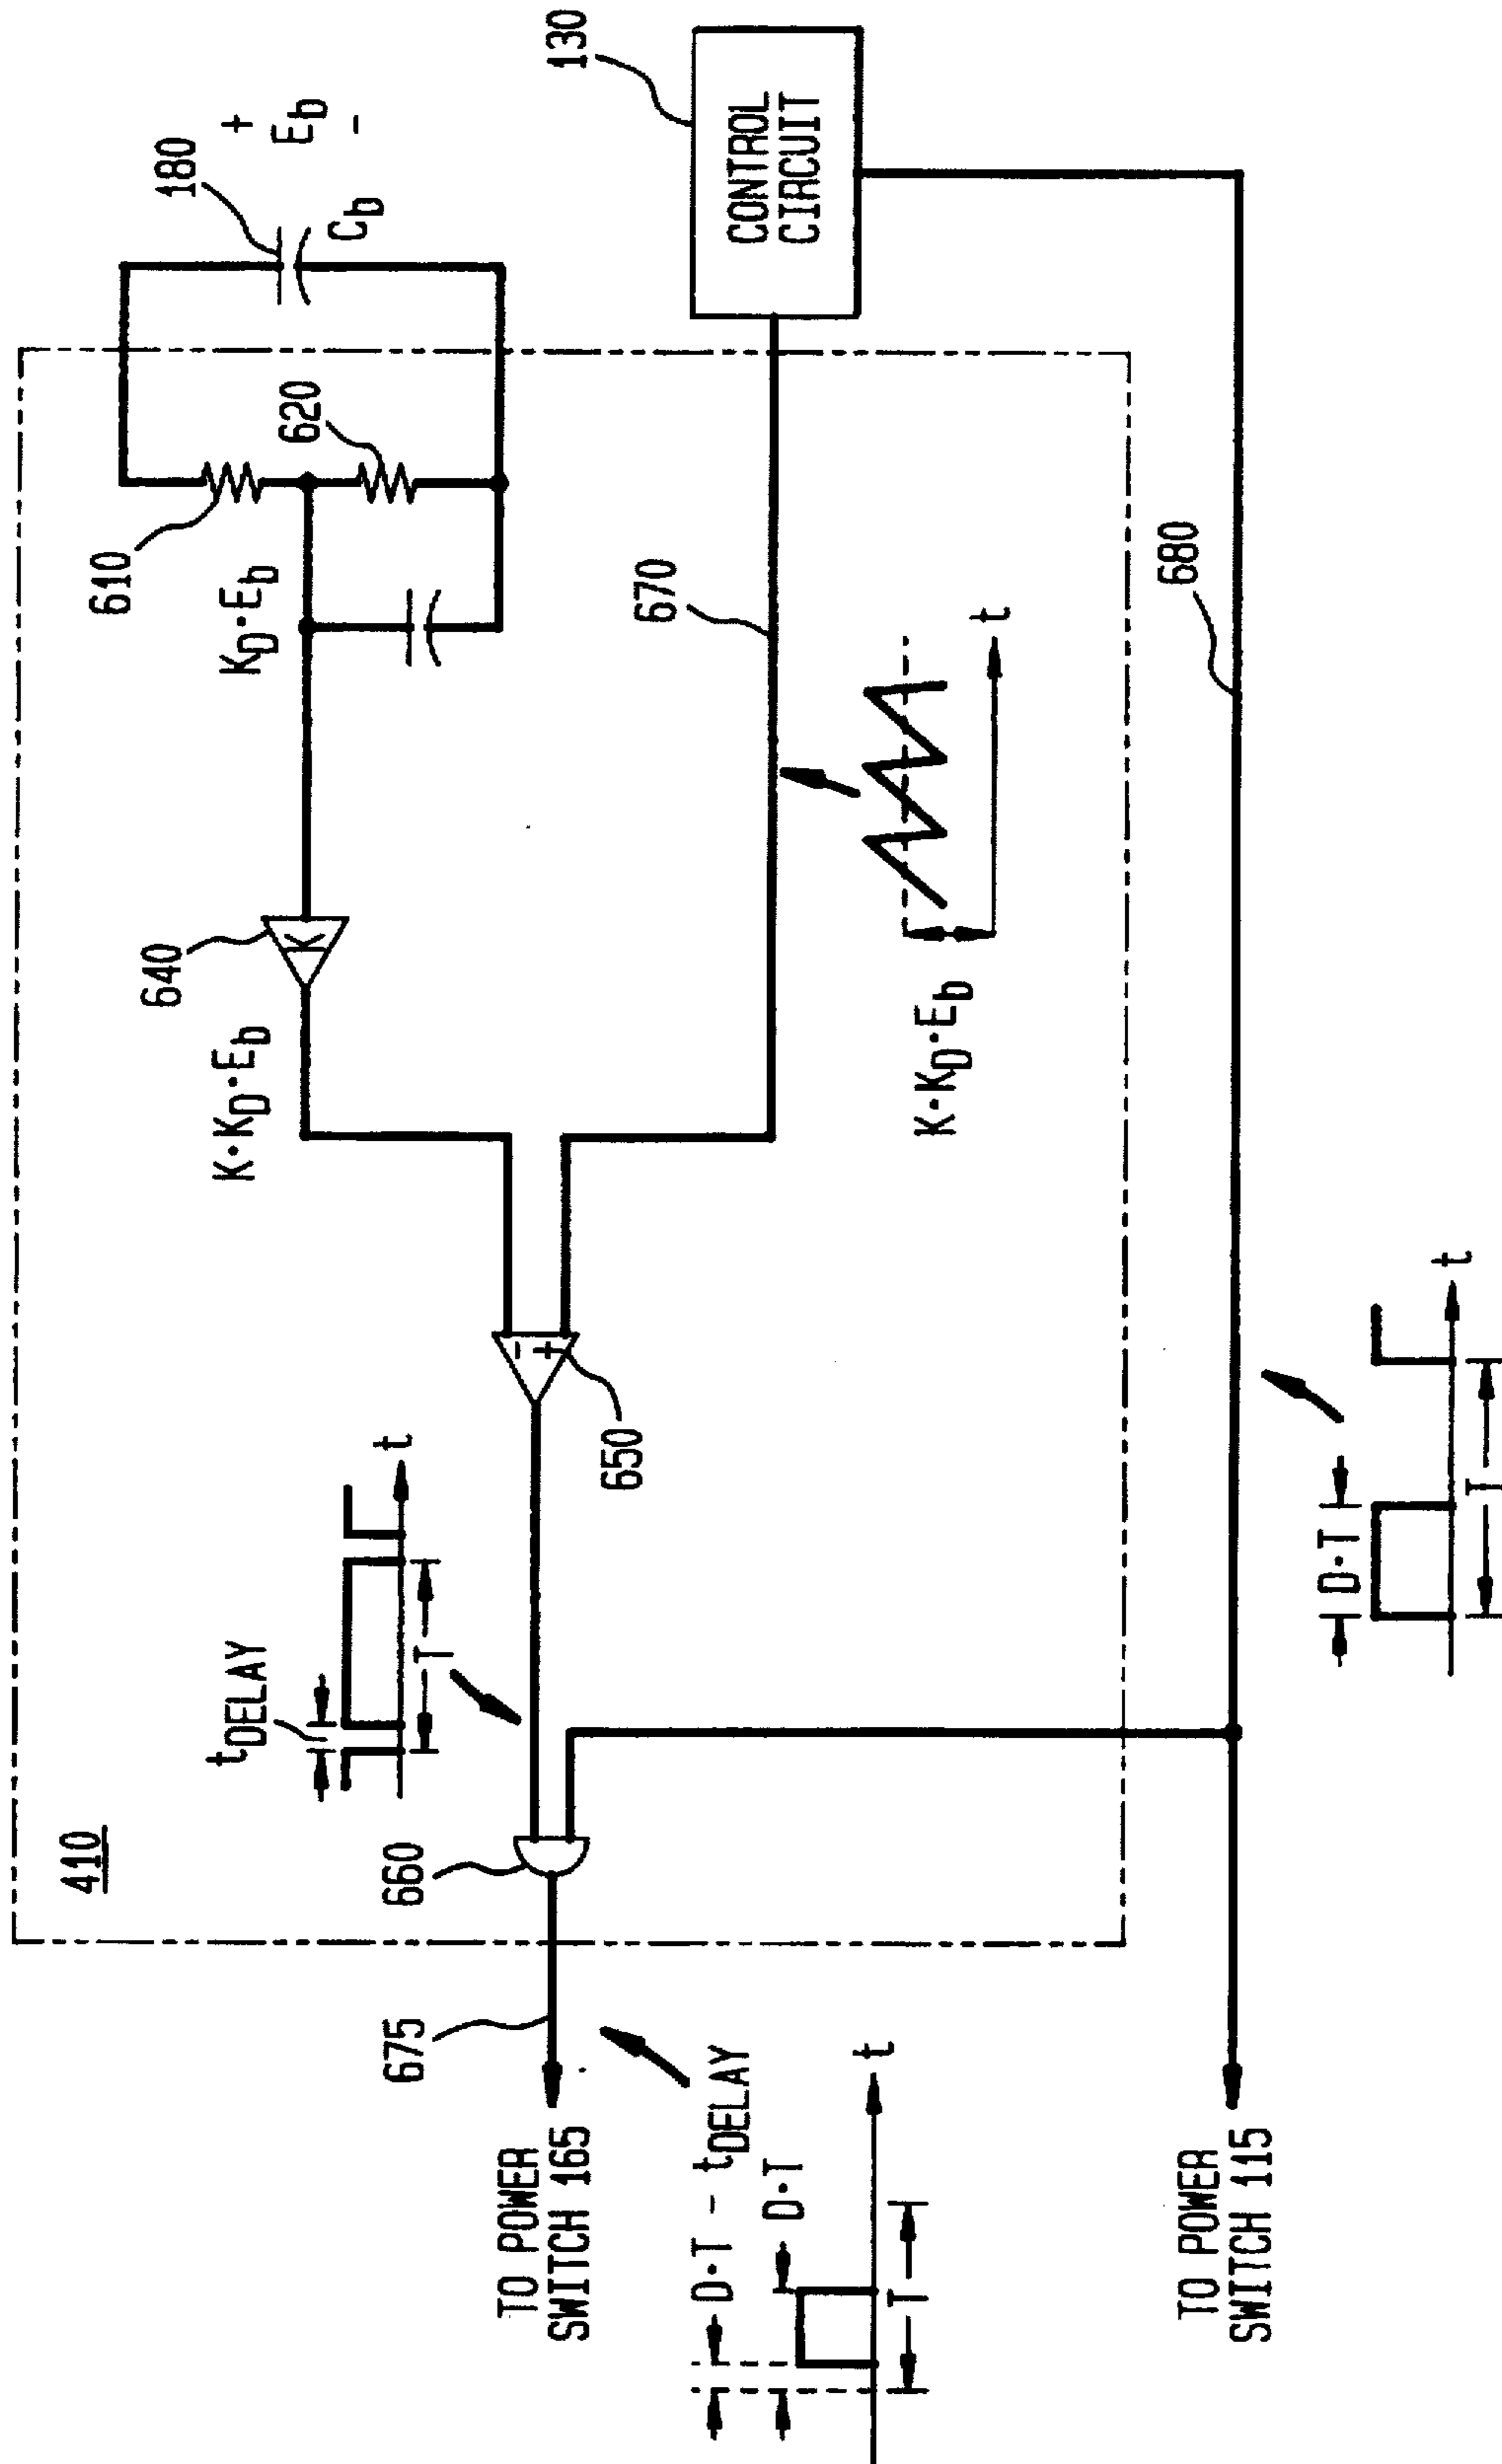 410
t_DELAY
t
T
660
675
TO POWER
SWITCH 165
D·T - t_DELAY
D·T
t
T
TO POWER
SWITCH 115
K·K_D·E_b
640
K
- 
+
650
K_D·E_b
610
620
180
C_b
+
E_b
-
130
CONTROL
CIRCUIT
670
K·K_D·E_b
t
680
D·T
t
T